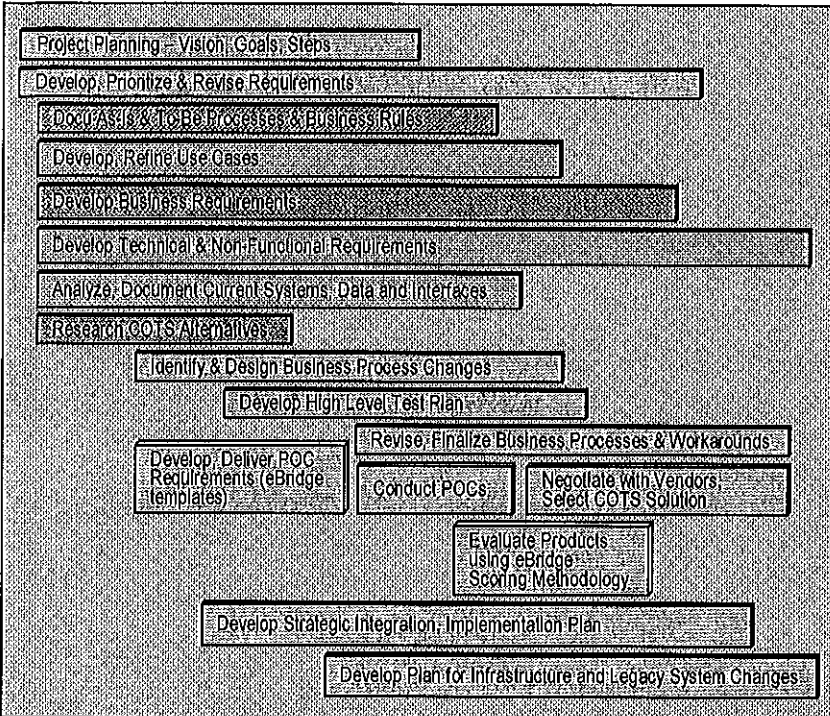 Project Planning – Vision, Goals, Steps
Develop, Prioritize & Revise Requirements
Docu As-Is & To Be Processes & Business Rules
Develop, Refine Use Cases
Develop Business Requirements
Develop Technical & Non-Functional Requirements
Analyze, Document Current Systems, Data and Interfaces
Research COTS Alternatives
Identify & Design Business Process Changes
Develop High Level Test Plan
Revise, Finalize Business Processes & Workarounds
Develop, Deliver POC
Requirements (eBridge
templates)
Conduct POCs
Negotiate with Vendors,
Select COTS Solution
Evaluate Products
using eBridge
Scoring Methodology
Develop Strategic Integration, Implementation Plan
Develop Plan for Infrastructure and Legacy System Changes